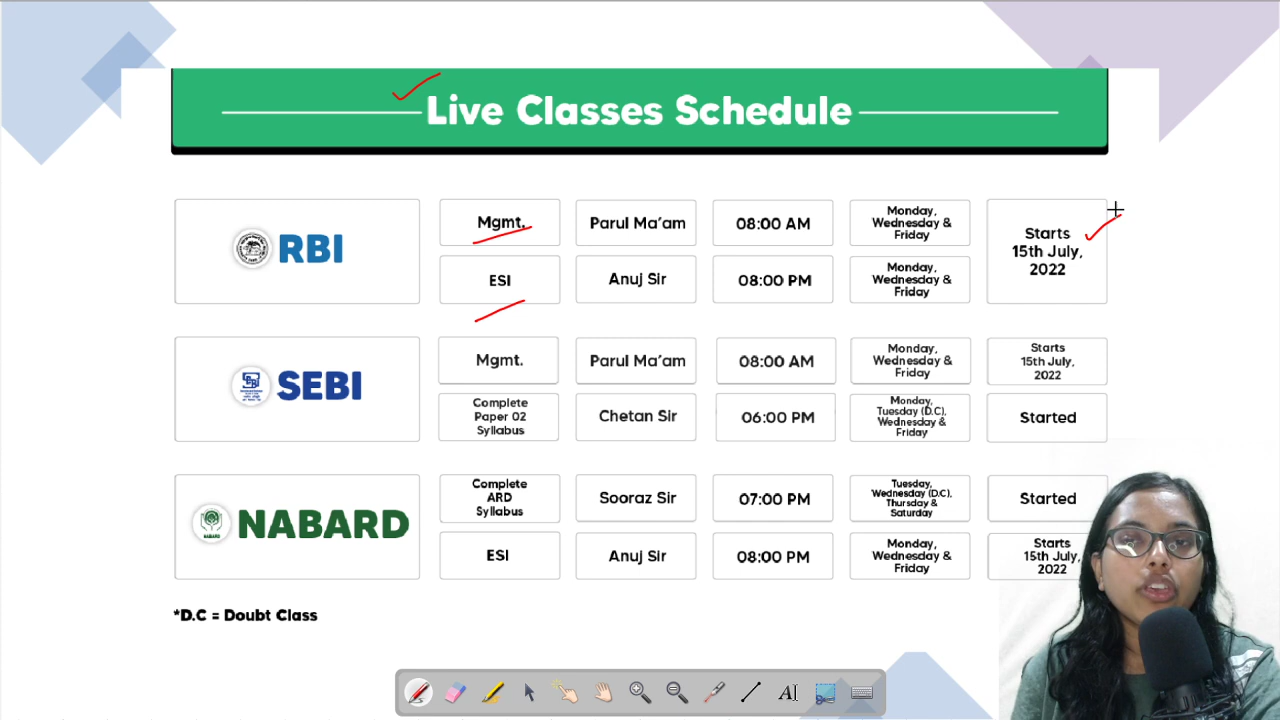 Live Classes Schedule
RBI
Mgmt.
Parul Ma'am
08:00 AM
Monday,
Wednesday &
Friday
Starts
15th July,
2022
ESI
Anuj Sir
08:00 PM
Monday,
Wednesday &
Friday
SEBI
Mgmt.
Parul Ma'am
08:00 AM
Monday,
Wednesday &
Friday
Starts
15th July,
2022
Complete
Paper 02
Syllabus
Chetan Sir
06:00 PM
Monday,
Tuesday (D.C),
Wednesday &
Friday
Started
NABARD
NABARD
Complete
ARD
Syllabus
Sooraz Sir
07:00 PM
Tuesday,
Wednesday (D.C),
Thursday &
Saturday
Started
ESI
Anuj Sir
08:00 PM
Monday,
Wednesday &
Friday
Starts
15th July,
2022
*D.C = Doubt Class
AI